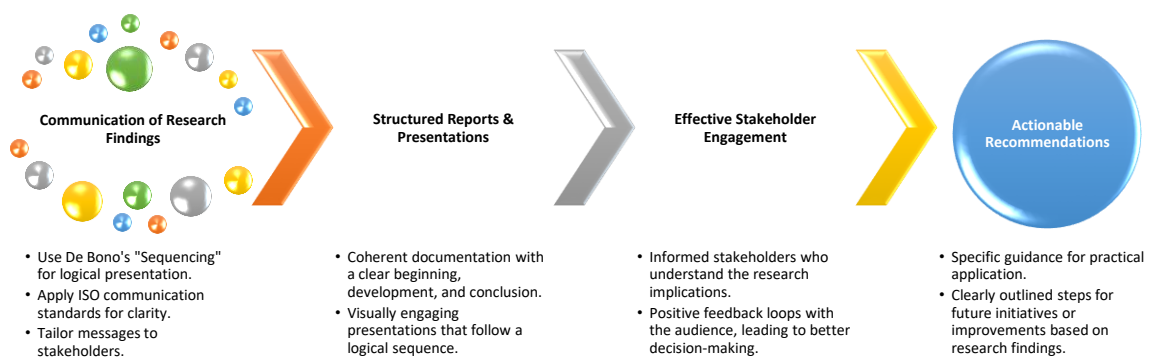 Communication of Research
Findings
Structured Reports &
Presentations
Effective Stakeholder
Engagement
Actionable
Recommendations
• Use De Bono's "Sequencing"
for logical presentation.
• Apply ISO communication
standards for clarity.
• Tailor messages to
stakeholders.
• Coherent documentation with
a clear beginning,
development, and conclusion.
• Visually engaging
presentations that follow a
logical sequence.
• Informed stakeholders who
understand the research
implications.
• Positive feedback loops with
the audience, leading to better
decision-making.
• Specific guidance for practical
application.
• Clearly outlined steps for
future initiatives or
improvements based on
research findings.